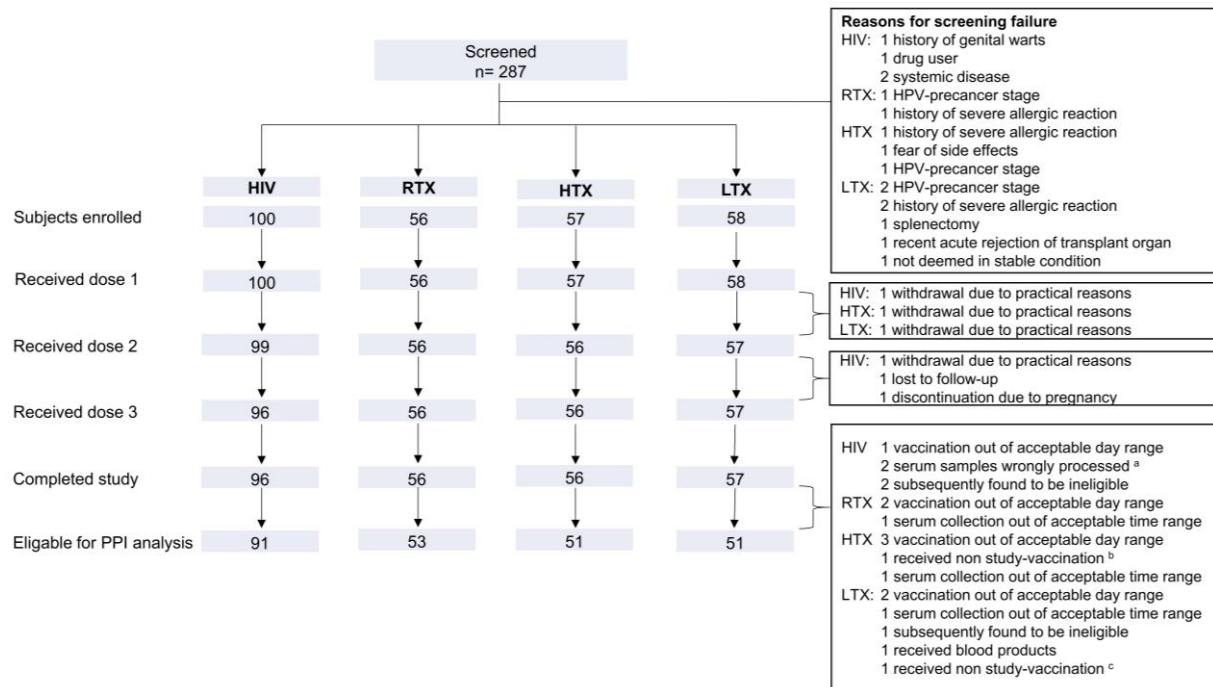 Screened
n= 287
Reasons for screening failure
HIV: 1 history of genital warts
1 drug user
2 systemic disease
RTX: 1 HPV-precancer stage
1 history of severe allergic reaction
HTX 1 history of severe allergic reaction
1 fear of side effects
1 HPV-precancer stage
LTX: 2 HPV-precancer stage
2 history of severe allergic reaction
1 splenectomy
1 recent acute rejection of transplant organ
1 not deemed in stable condition
HIV RTX HTX LTX
Subjects enrolled 100 56 57 58
Received dose 1 100 56 57 58
HIV: 1 withdrawal due to practical reasons
HTX: 1 withdrawal due to practical reasons
LTX: 1 withdrawal due to practical reasons
Received dose 2 99 56 56 57
HIV: 1 withdrawal due to practical reasons
1 lost to follow-up
1 discontinuation due to pregnancy
Received dose 3 96 56 56 57
Completed study 96 56 56 57
HIV 1 vaccination out of acceptable day range
2 serum samples wrongly processed a
2 subsequently found to be ineligible
RTX 2 vaccination out of acceptable day range
1 serum collection out of acceptable time range
HTX 3 vaccination out of acceptable day range
1 received non study-vaccination b
1 serum collection out of acceptable time range
LTX: 2 vaccination out of acceptable day range
1 serum collection out of acceptable time range
1 subsequently found to be ineligible
1 received blood products
1 received non study-vaccination c
Eligable for PPI analysis 91 53 51 51